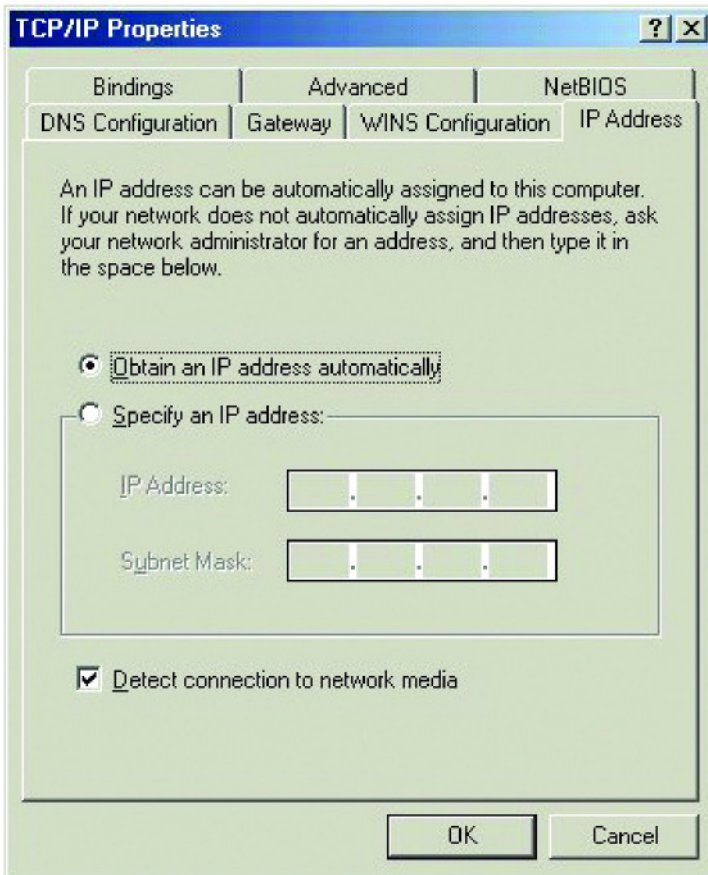 TCP/IP Properties
Bindings
Advanced
NetBIOS
DNS Configuration
Gateway
WINS Configuration
IP Address
An IP address can be automatically assigned to this computer.
If your network does not automatically assign IP addresses, ask
your network administrator for an address, and then type it in
the space below.
Obtain an IP address automatically
Specify an IP address:
IP Address:
Subnet Mask:
Detect connection to network media
OK
Cancel